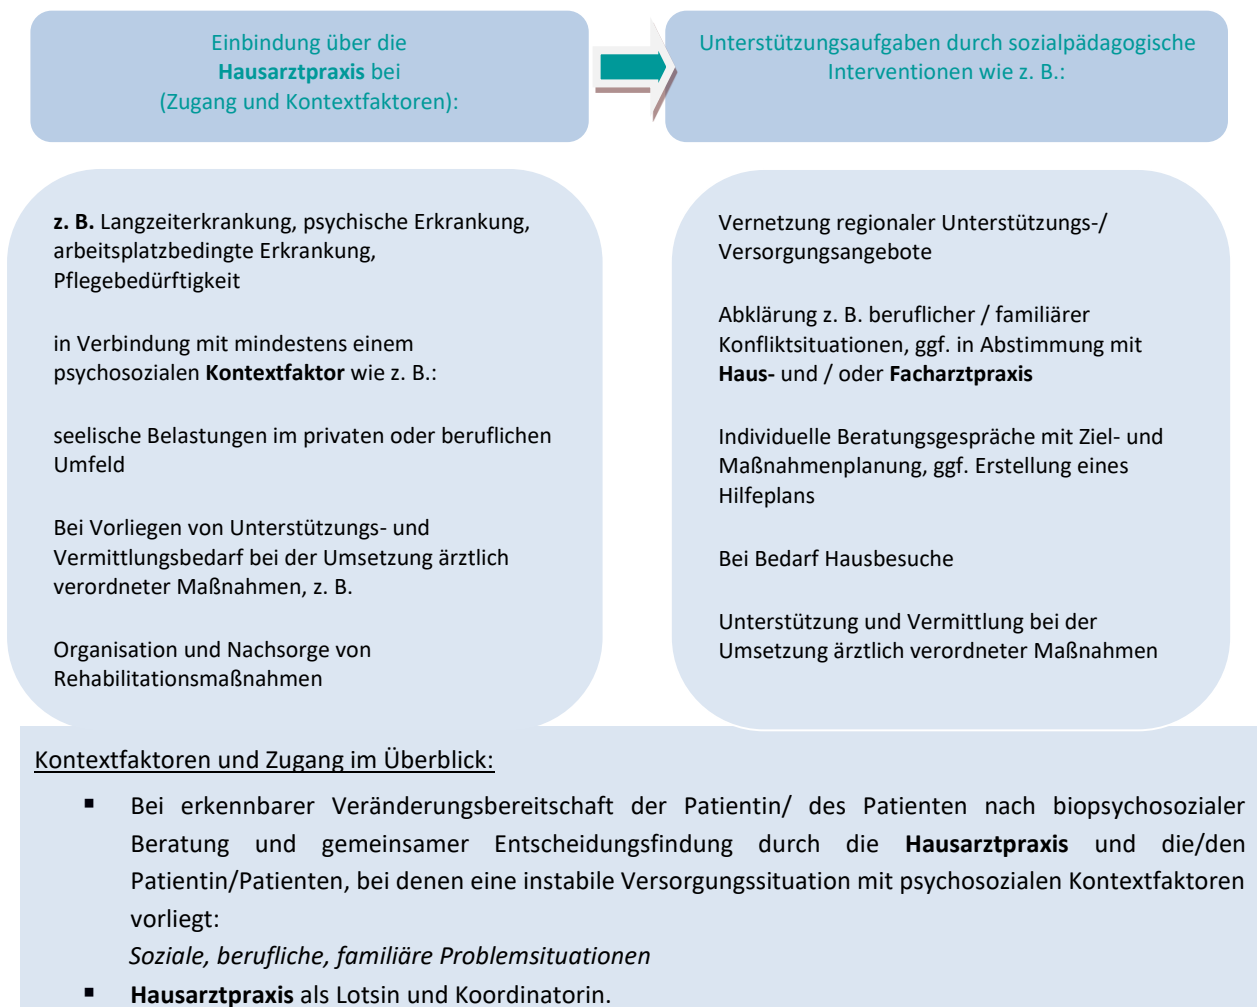 Einbindung über die
Hausarztpraxis bei
(Zugang und Kontextfaktoren):
Unterstützungsaufgaben durch sozialpädagogische
Interventionen wie z. B.:
z. B. Langzeiterkrankung, psychische Erkrankung,
arbeitsplatzbedingte Erkrankung,
Pflegebedürftigkeit
in Verbindung mit mindestens einem
psychosozialen Kontextfaktor wie z. B.:
seelische Belastungen im privaten oder beruflichen
Umfeld
Bei Vorliegen von Unterstützungs- und
Vermittlungsbedarf bei der Umsetzung ärztlich
verordneter Maßnahmen, z. B.
Organisation und Nachsorge von
Rehabilitationsmaßnahmen
Vernetzung regionaler Unterstützungs-/
Versorgungsangebote
Abklärung z. B. beruflicher / familiärer
Konfliktsituationen, ggf. in Abstimmung mit
Haus- und / oder Facharztpraxis
Individuelle Beratungsgespräche mit Ziel- und
Maßnahmenplanung, ggf. Erstellung eines
Hilfeplans
Bei Bedarf Hausbesuche
Unterstützung und Vermittlung bei der
Umsetzung ärztlich verordneter Maßnahmen
Kontextfaktoren und Zugang im Überblick:
▪ Bei erkennbarer Veränderungsbereitschaft der Patientin/ des Patienten nach biopsychosozialer
Beratung und gemeinsamer Entscheidungsfindung durch die Hausarztpraxis und die/den
Patientin/Patienten, bei denen eine instabile Versorgungssituation mit psychosozialen Kontextfaktoren
vorliegt:
Soziale, berufliche, familiäre Problemsituationen
▪ Hausarztpraxis als Lotsin und Koordinatorin.